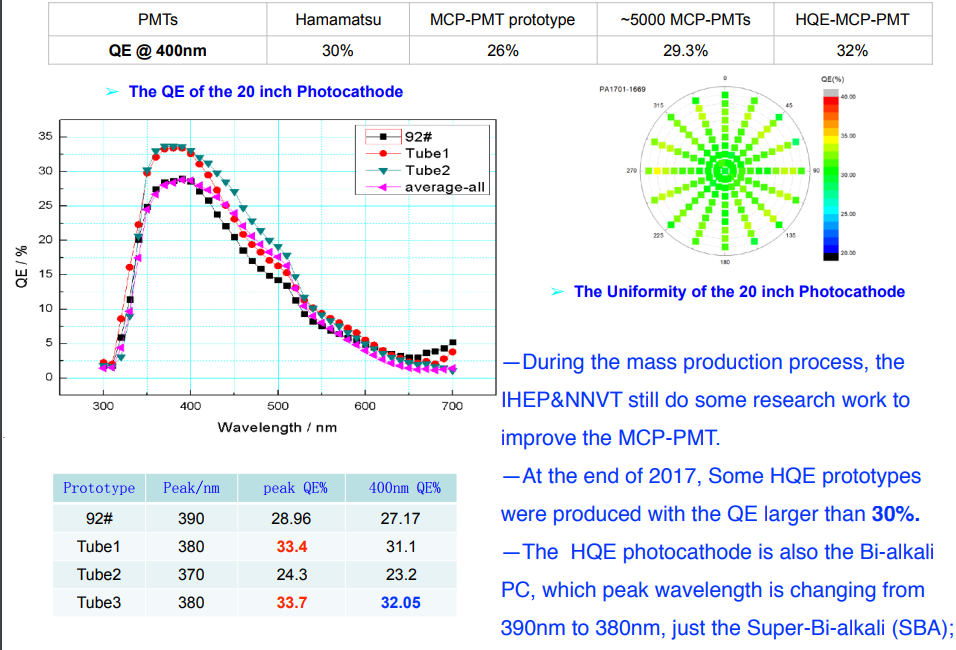 PMTs Hamamatsu MCP-PMT prototype ~5000 MCP-PMTs HQE-MCP-PMT
QE @ 400nm 30% 26% 29.3% 32%
➢ The QE of the 20 inch Photocathode
92#
Tube1
Tube2
average-all
QE / %
35
30
25
20
15
10
5
0
300 400 500 600 700
Wavelength / nm
PA1701-1669
0
45
90
135
180
225
270
315
QE(%)
40.00
35.00
30.00
25.00
20.00
➢ The Uniformity of the 20 inch Photocathode
Prototype Peak/nm peak QE% 400nm QE%
92# 390 28.96 27.17
Tube1 380 33.4 31.1
Tube2 370 24.3 23.2
Tube3 380 33.7 32.05
—During the mass production process, the
IHEP&NNVT still do some research work to
improve the MCP-PMT.
—At the end of 2017, Some HQE prototypes
were produced with the QE larger than 30%.
—The HQE photocathode is also the Bi-alkali
PC, which peak wavelength is changing from
390nm to 380nm, just the Super-Bi-alkali (SBA);